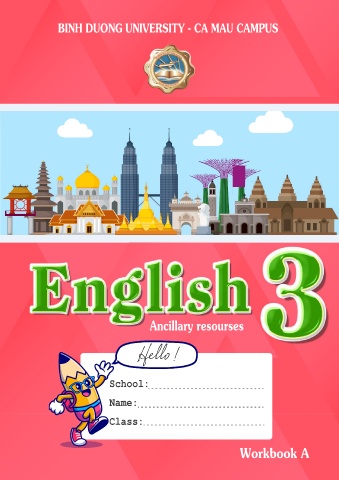 BINH DUONG UNIVERSITY - CA MAU CAMPUS
English 3
Ancillary resourses
Hello!
School:
Name:
Class:
Workbook A